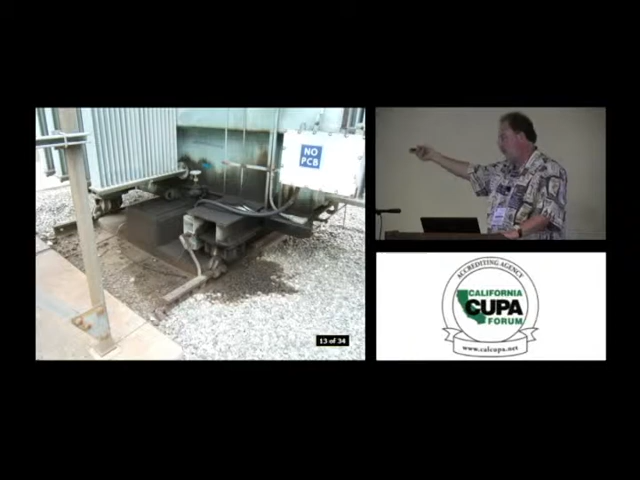 NO
PCB
13 of 34
ACCREDITING AGENCY
CALIFORNIA
CUPA
FORUM
www.calcupa.net